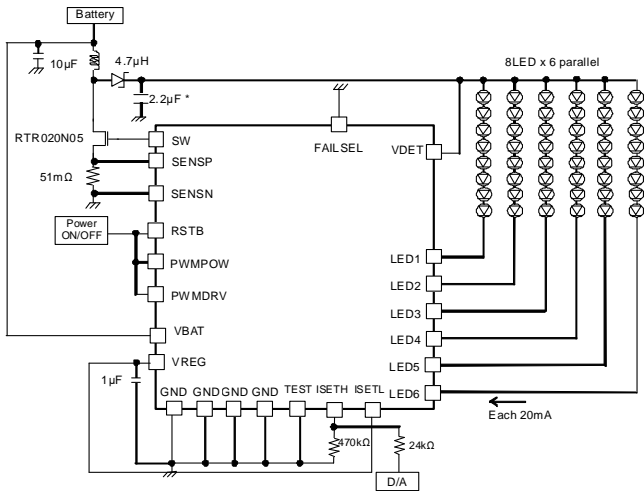 Battery
10µF
4.7µH
2.2µF *
8LED x 6 parallel
RTR020N05
SW
FAILSEL
VDET
SENSP
51mΩ
SENSN
Power
ON/OFF
RSTB
PWMPOW
PWMDRV
VBAT
VREG
1µF
LED1
LED2
LED3
LED4
LED5
LED6
GND GND GND GND TEST ISETH ISETL
Each 20mA
470kΩ
24kΩ
D/A